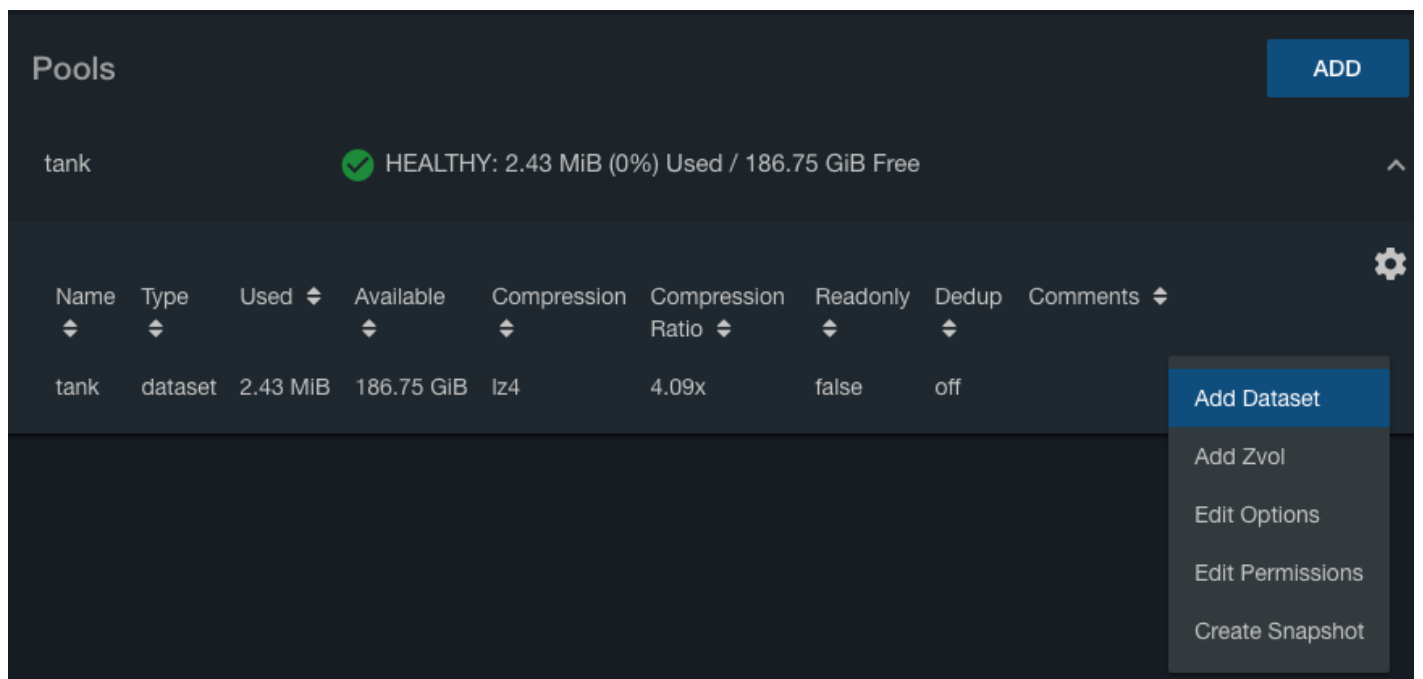 Pools
ADD
tank
HEALTHY: 2.43 MiB (0%) Used / 186.75 GiB Free
Name Type Used Available Compression Compression Ratio Readonly Dedup Comments
tank dataset 2.43 MiB 186.75 GiB lz4 4.09x false off
Add Dataset
Add Zvol
Edit Options
Edit Permissions
Create Snapshot